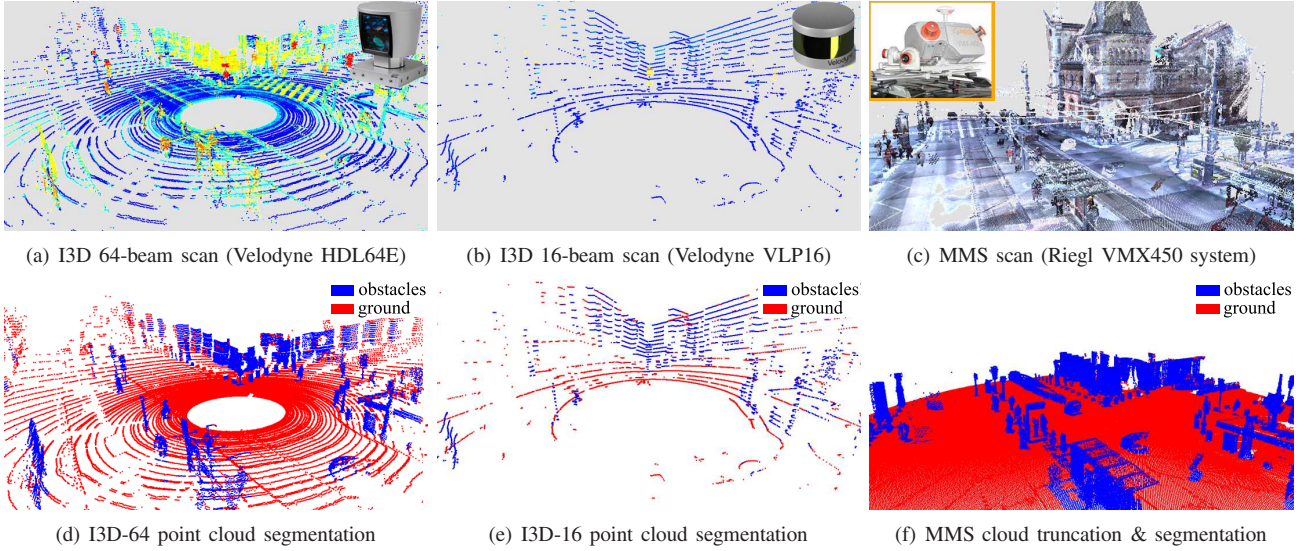 Velodyne
(a) I3D 64-beam scan (Velodyne HDL64E)
(b) I3D 16-beam scan (Velodyne VLP16)
(c) MMS scan (Riegl VMX450 system)
obstacles
ground
obstacles
ground
obstacles
ground
(d) I3D-64 point cloud segmentation
(e) I3D-16 point cloud segmentation
(f) MMS cloud truncation & segmentation